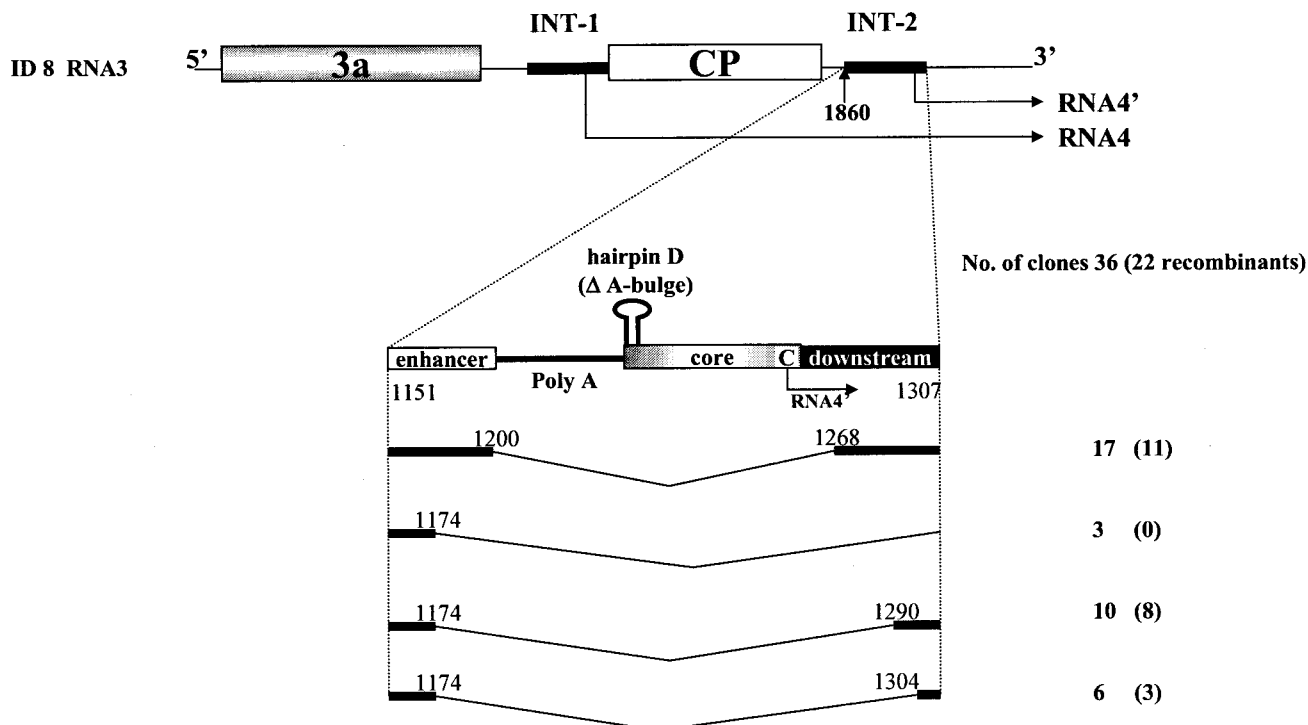 INT-1 INT-2
ID 8 RNA3 5’ 3a CP 3’
1860
RNA4’
RNA4
hairpin D
(Δ A-bulge)
No. of clones 36 (22 recombinants)
enhancer core C downstream
Poly A
1151 RNA4’ 1307
1200 1268 17 (11)
1174 3 (0)
1174 1290 10 (8)
1174 1304 6 (3)